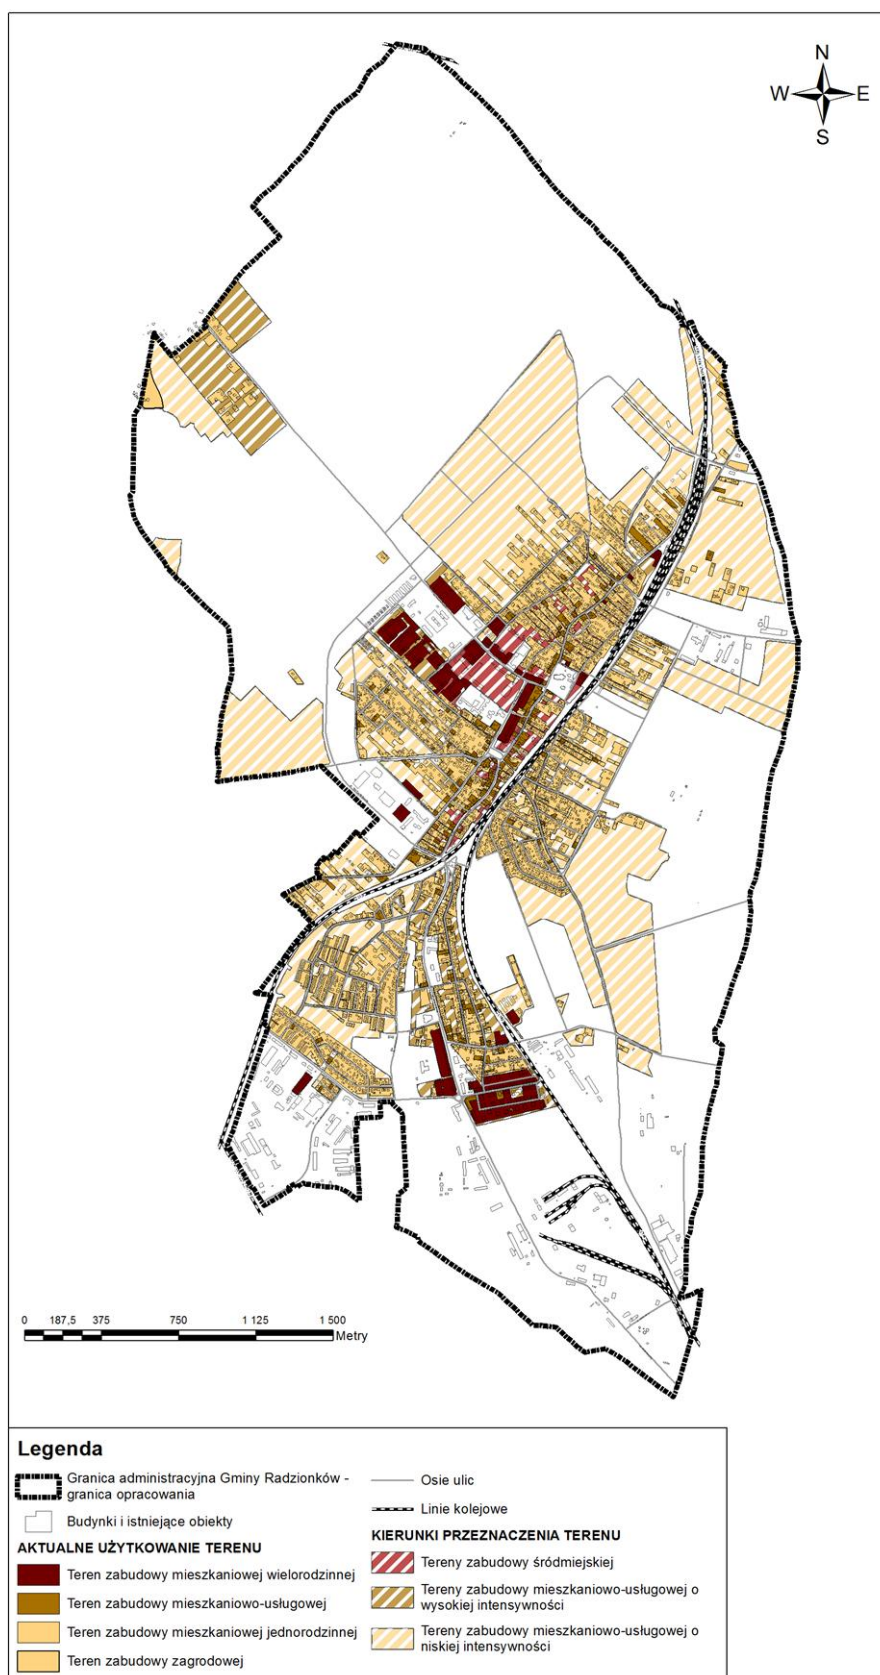 N
W E
S
0 187,5 375 750 1 125 1 500
Metry
Legenda
Granica administracyjna Gminy Radzionków -
granica opracowania
Budynki i istniejące obiekty
AKTUALNE UŻYTKOWANIE TERENU
Teren zabudowy mieszkaniowej wielorodzinnej
Teren zabudowy mieszkaniowo-usługowej
Teren zabudowy mieszkaniowej jednorodzinnej
Teren zabudowy zagrodowej
Osie ulic
Linie kolejowe
KIERUNKI PRZEZNACZENIA TERENU
Tereny zabudowy śródmiejskiej
Tereny zabudowy mieszkaniowo-usługowej o
wysokiej intensywności
Tereny zabudowy mieszkaniowo-usługowej o
niskiej intensywności